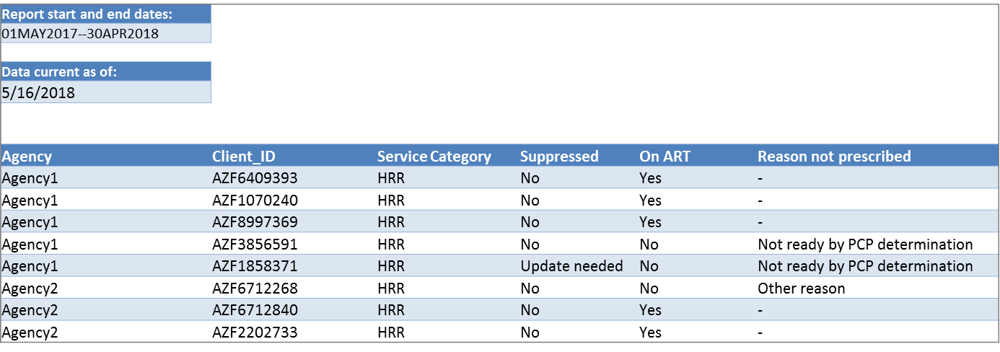 Report start and end dates:
01MAY2017--30APR2018
Data current as of:
5/16/2018
Agency Client_ID Service Category Suppressed On ART Reason not prescribed
Agency1 AZF6409393 HRR No Yes -
Agency1 AZF1070240 HRR No Yes -
Agency1 AZF8997369 HRR No Yes -
Agency1 AZF3856591 HRR No No Not ready by PCP determination
Agency1 AZF1858371 HRR Update needed No Not ready by PCP determination
Agency2 AZF6712268 HRR No No Other reason
Agency2 AZF6712840 HRR No Yes -
Agency2 AZF2202733 HRR No Yes -